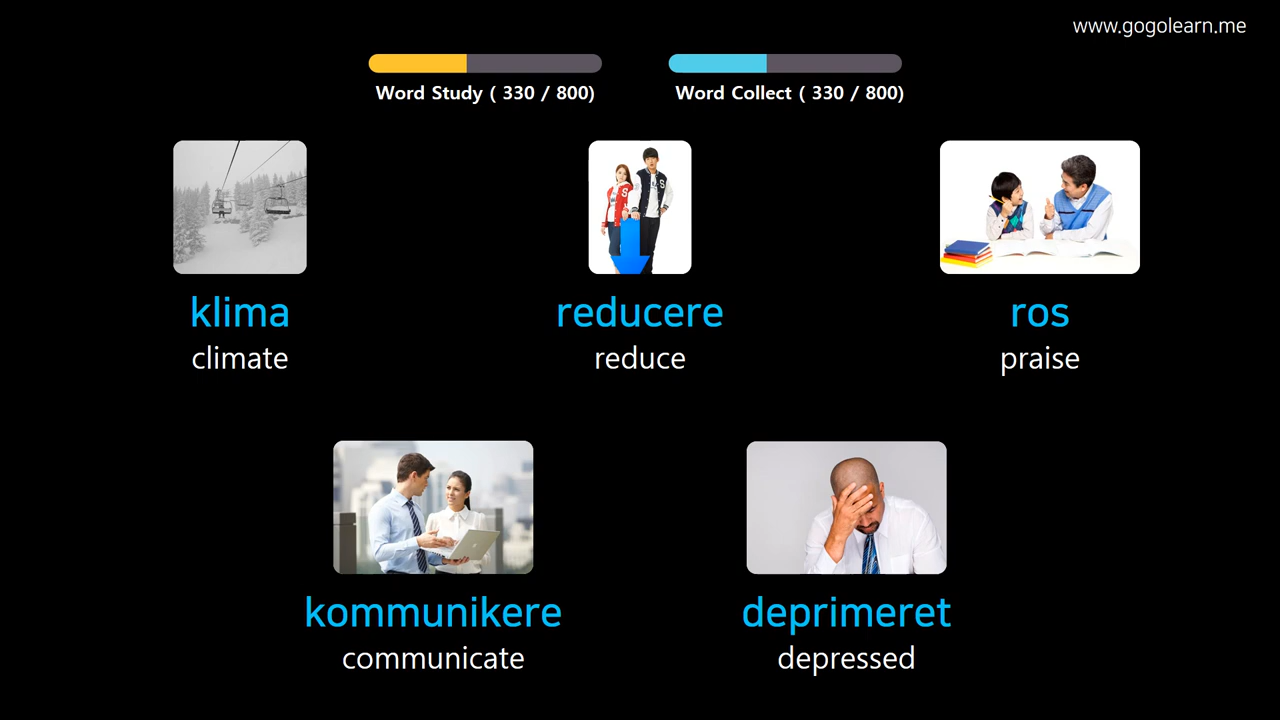 www.gogolearn.me
Word Study ( 330 / 800)
Word Collect ( 330 / 800)
klima
climate
reducere
reduce
ros
praise
kommunikere
communicate
deprimeret
depressed